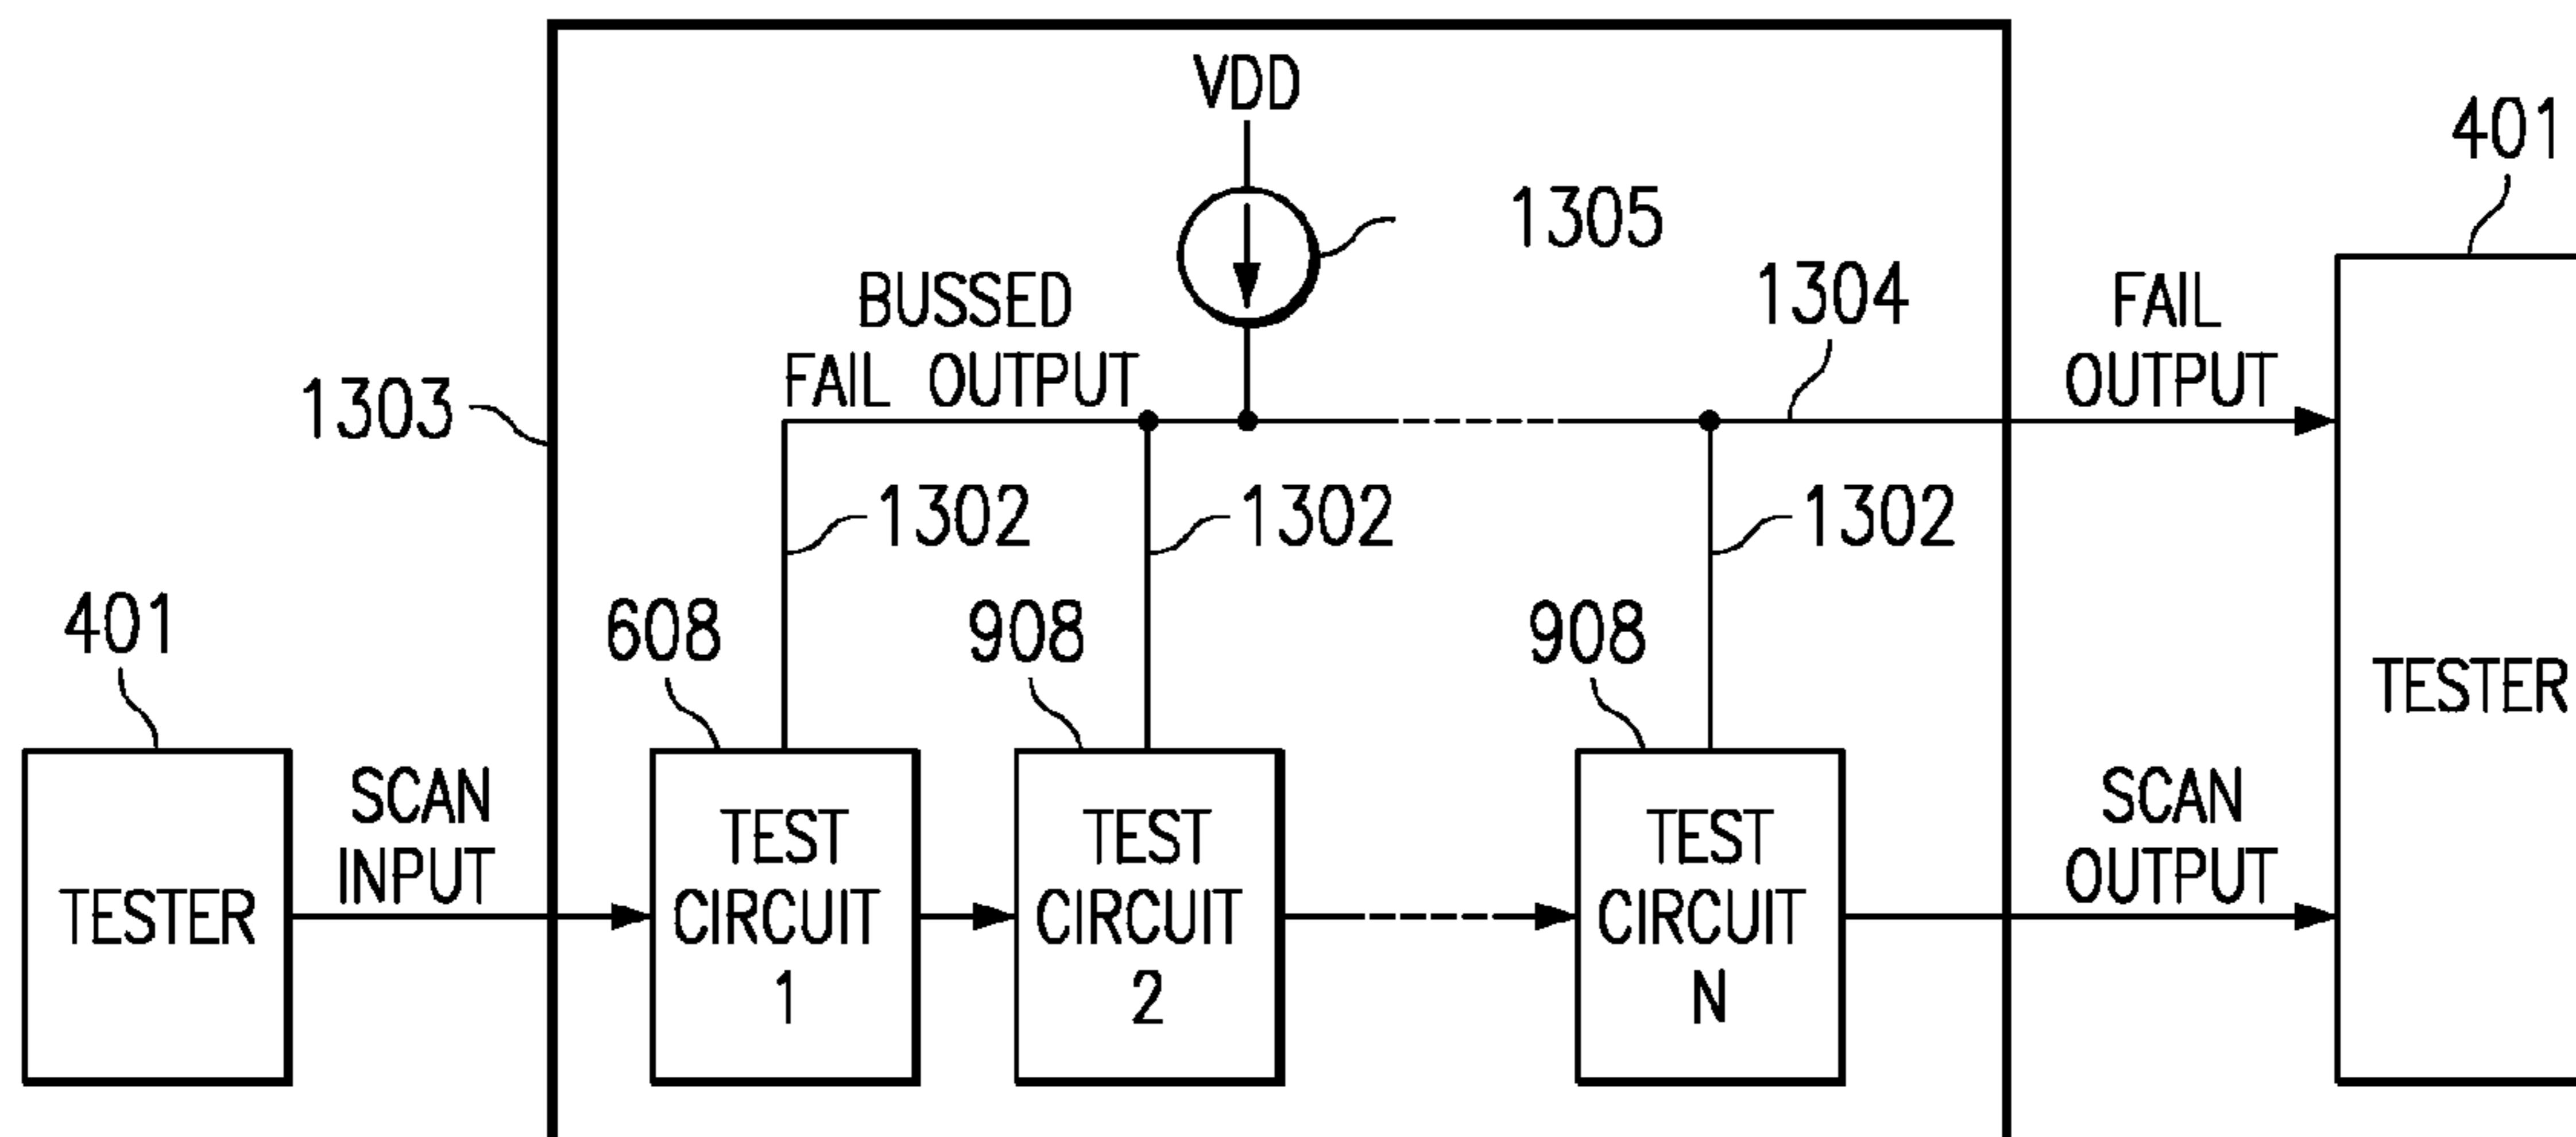 VDD
401
1305
1304
BUSSED
FAIL OUTPUT
FAIL
OUTPUT
1303
1302
1302
1302
401
608
908
908
TESTER
SCAN
INPUT
TESTER
TEST
CIRCUIT
1
TEST
CIRCUIT
2
TEST
CIRCUIT
N
SCAN
OUTPUT